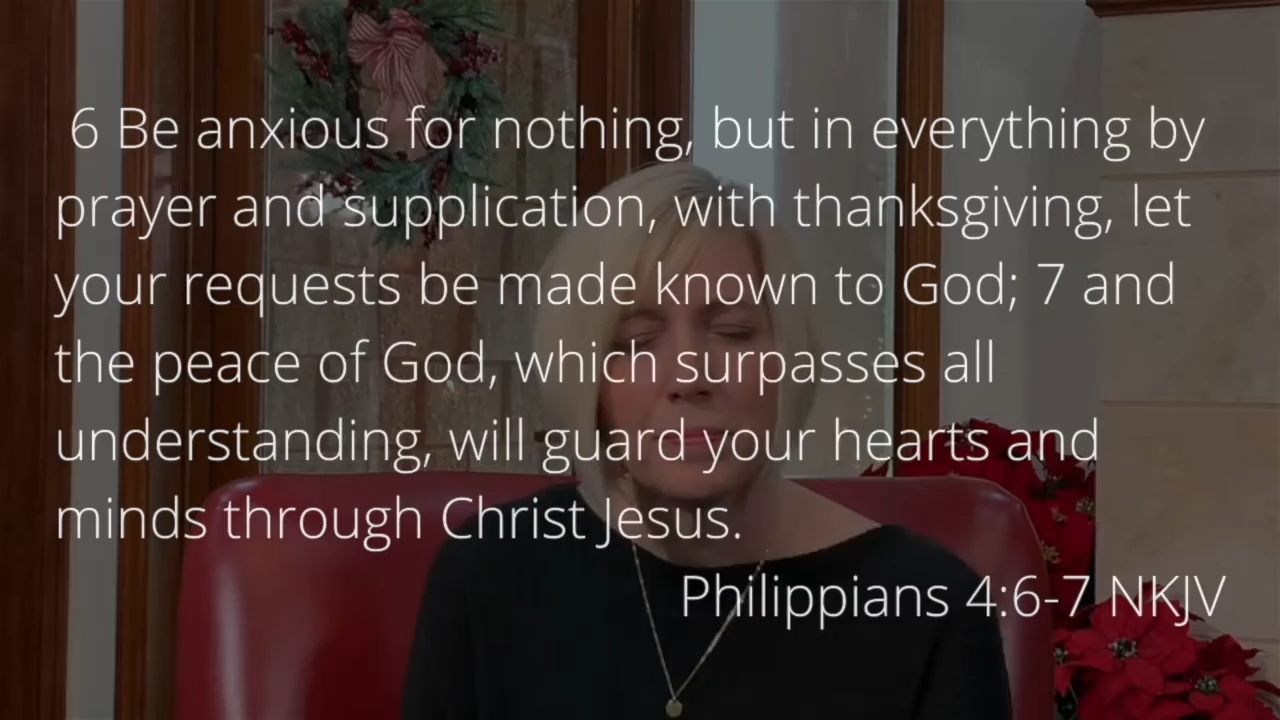 6 Be anxious for nothing, but in everything by
prayer and supplication, with thanksgiving, let
your requests be made known to God; 7 and
the peace of God, which surpasses all
understanding, will guard your hearts and
minds through Christ Jesus.
Philippians 4:6-7 NKJV